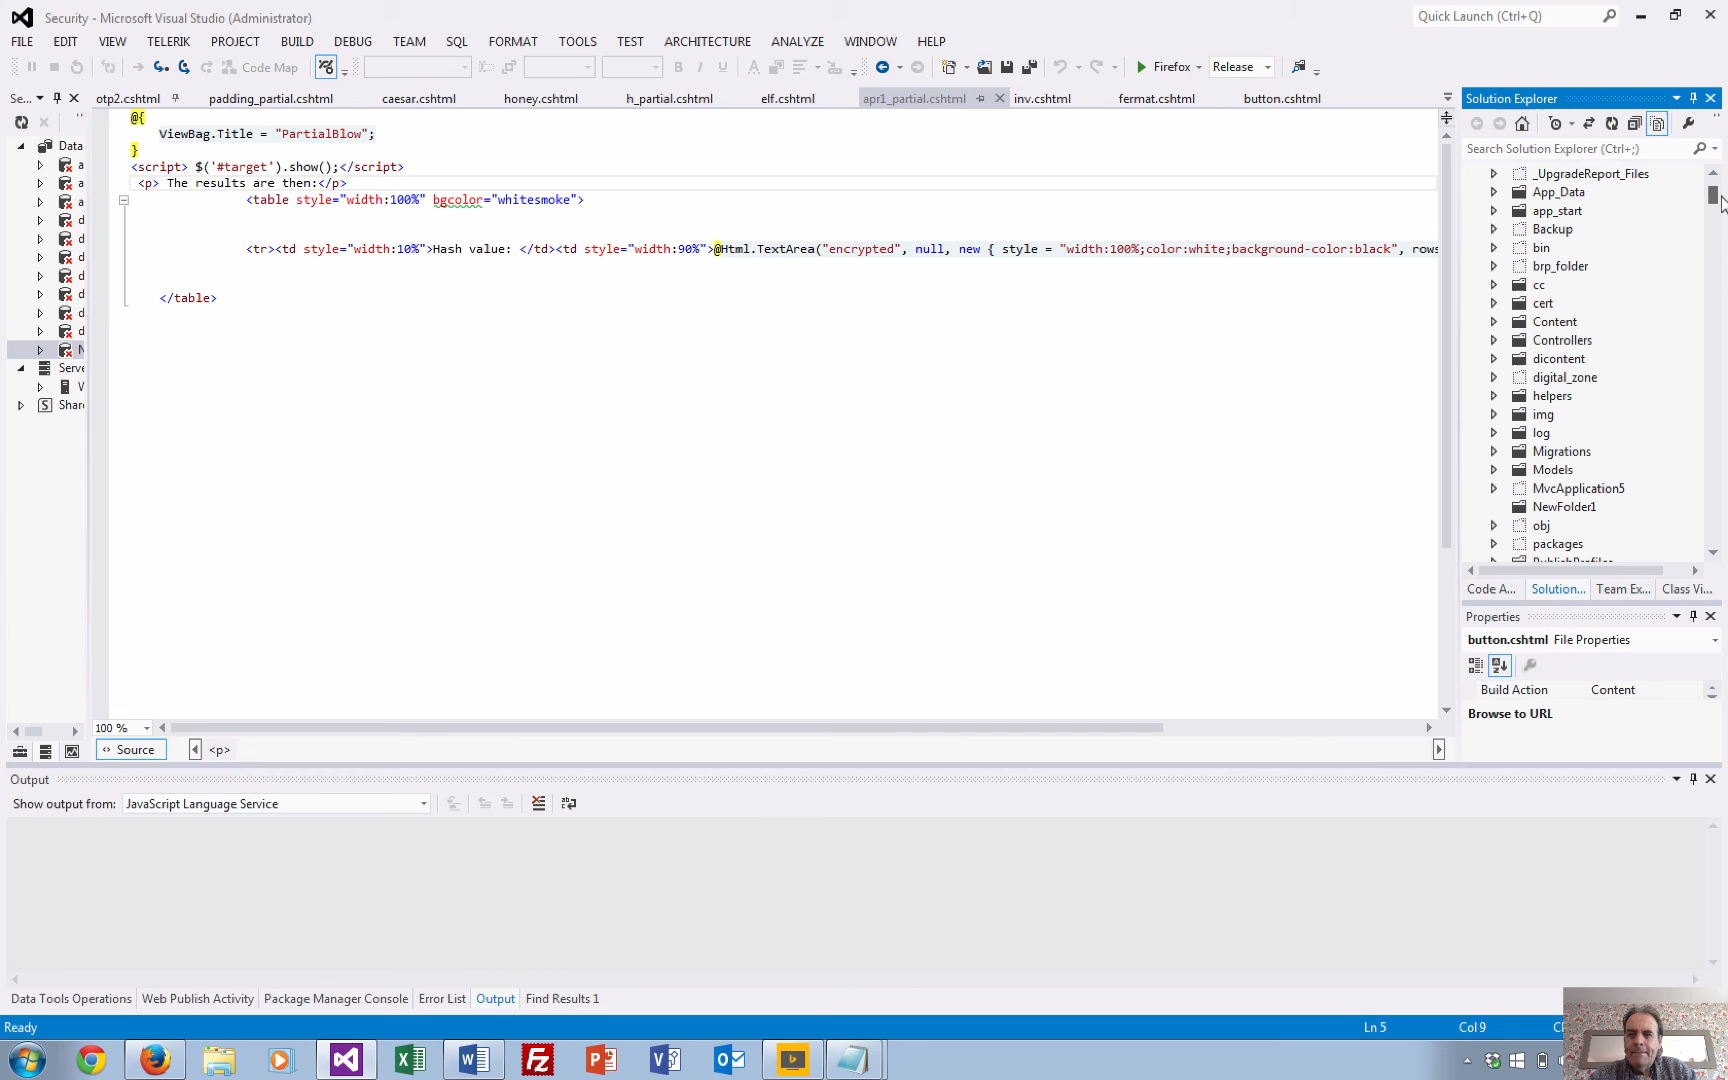 Security - Microsoft Visual Studio (Administrator)
Quick Launch (Ctrl+Q)
FILE EDIT VIEW TELERIK PROJECT BUILD DEBUG TEAM SQL FORMAT TOOLS TEST ARCHITECTURE ANALYZE WINDOW HELP
Code Map
B I U
Firefox
Release
Se...
otp2.cshtml padding_partial.cshtml caesar.cshtml honey.cshtml h_partial.cshtml elf.cshtml apr1_partial.cshtml inv.cshtml fermat.cshtml button.cshtml
Solution Explorer
Search Solution Explorer (Ctrl+;)
Data
a
a
a
d
d
d
d
d
d
d
Serve
Share
@{
ViewBag.Title = "PartialBlow";
}
<script> $('#target').show();</script>
<p> The results are then:</p>
<table style="width:100%" bgcolor="whitesmoke">
<tr><td style="width:10%">Hash value: </td><td style="width:90%">@Html.TextArea("encrypted", null, new { style = "width:100%;color:white;background-color:black", rows
</table>
_UpgradeReport_Files
App_Data
app_start
Backup
bin
brp_folder
cc
cert
Content
Controllers
dicontent
digital_zone
helpers
img
log
Migrations
Models
MvcApplication5
NewFolder1
obj
packages
PublishProfiles
Code A... Solution... Team Ex... Class Vi...
Properties
button.cshtml File Properties
Build Action Content
Browse to URL
100 %
Source
<p>
Output
Show output from: JavaScript Language Service
Data Tools Operations Web Publish Activity Package Manager Console Error List Output Find Results 1
Ready
Ln 5 Col 9